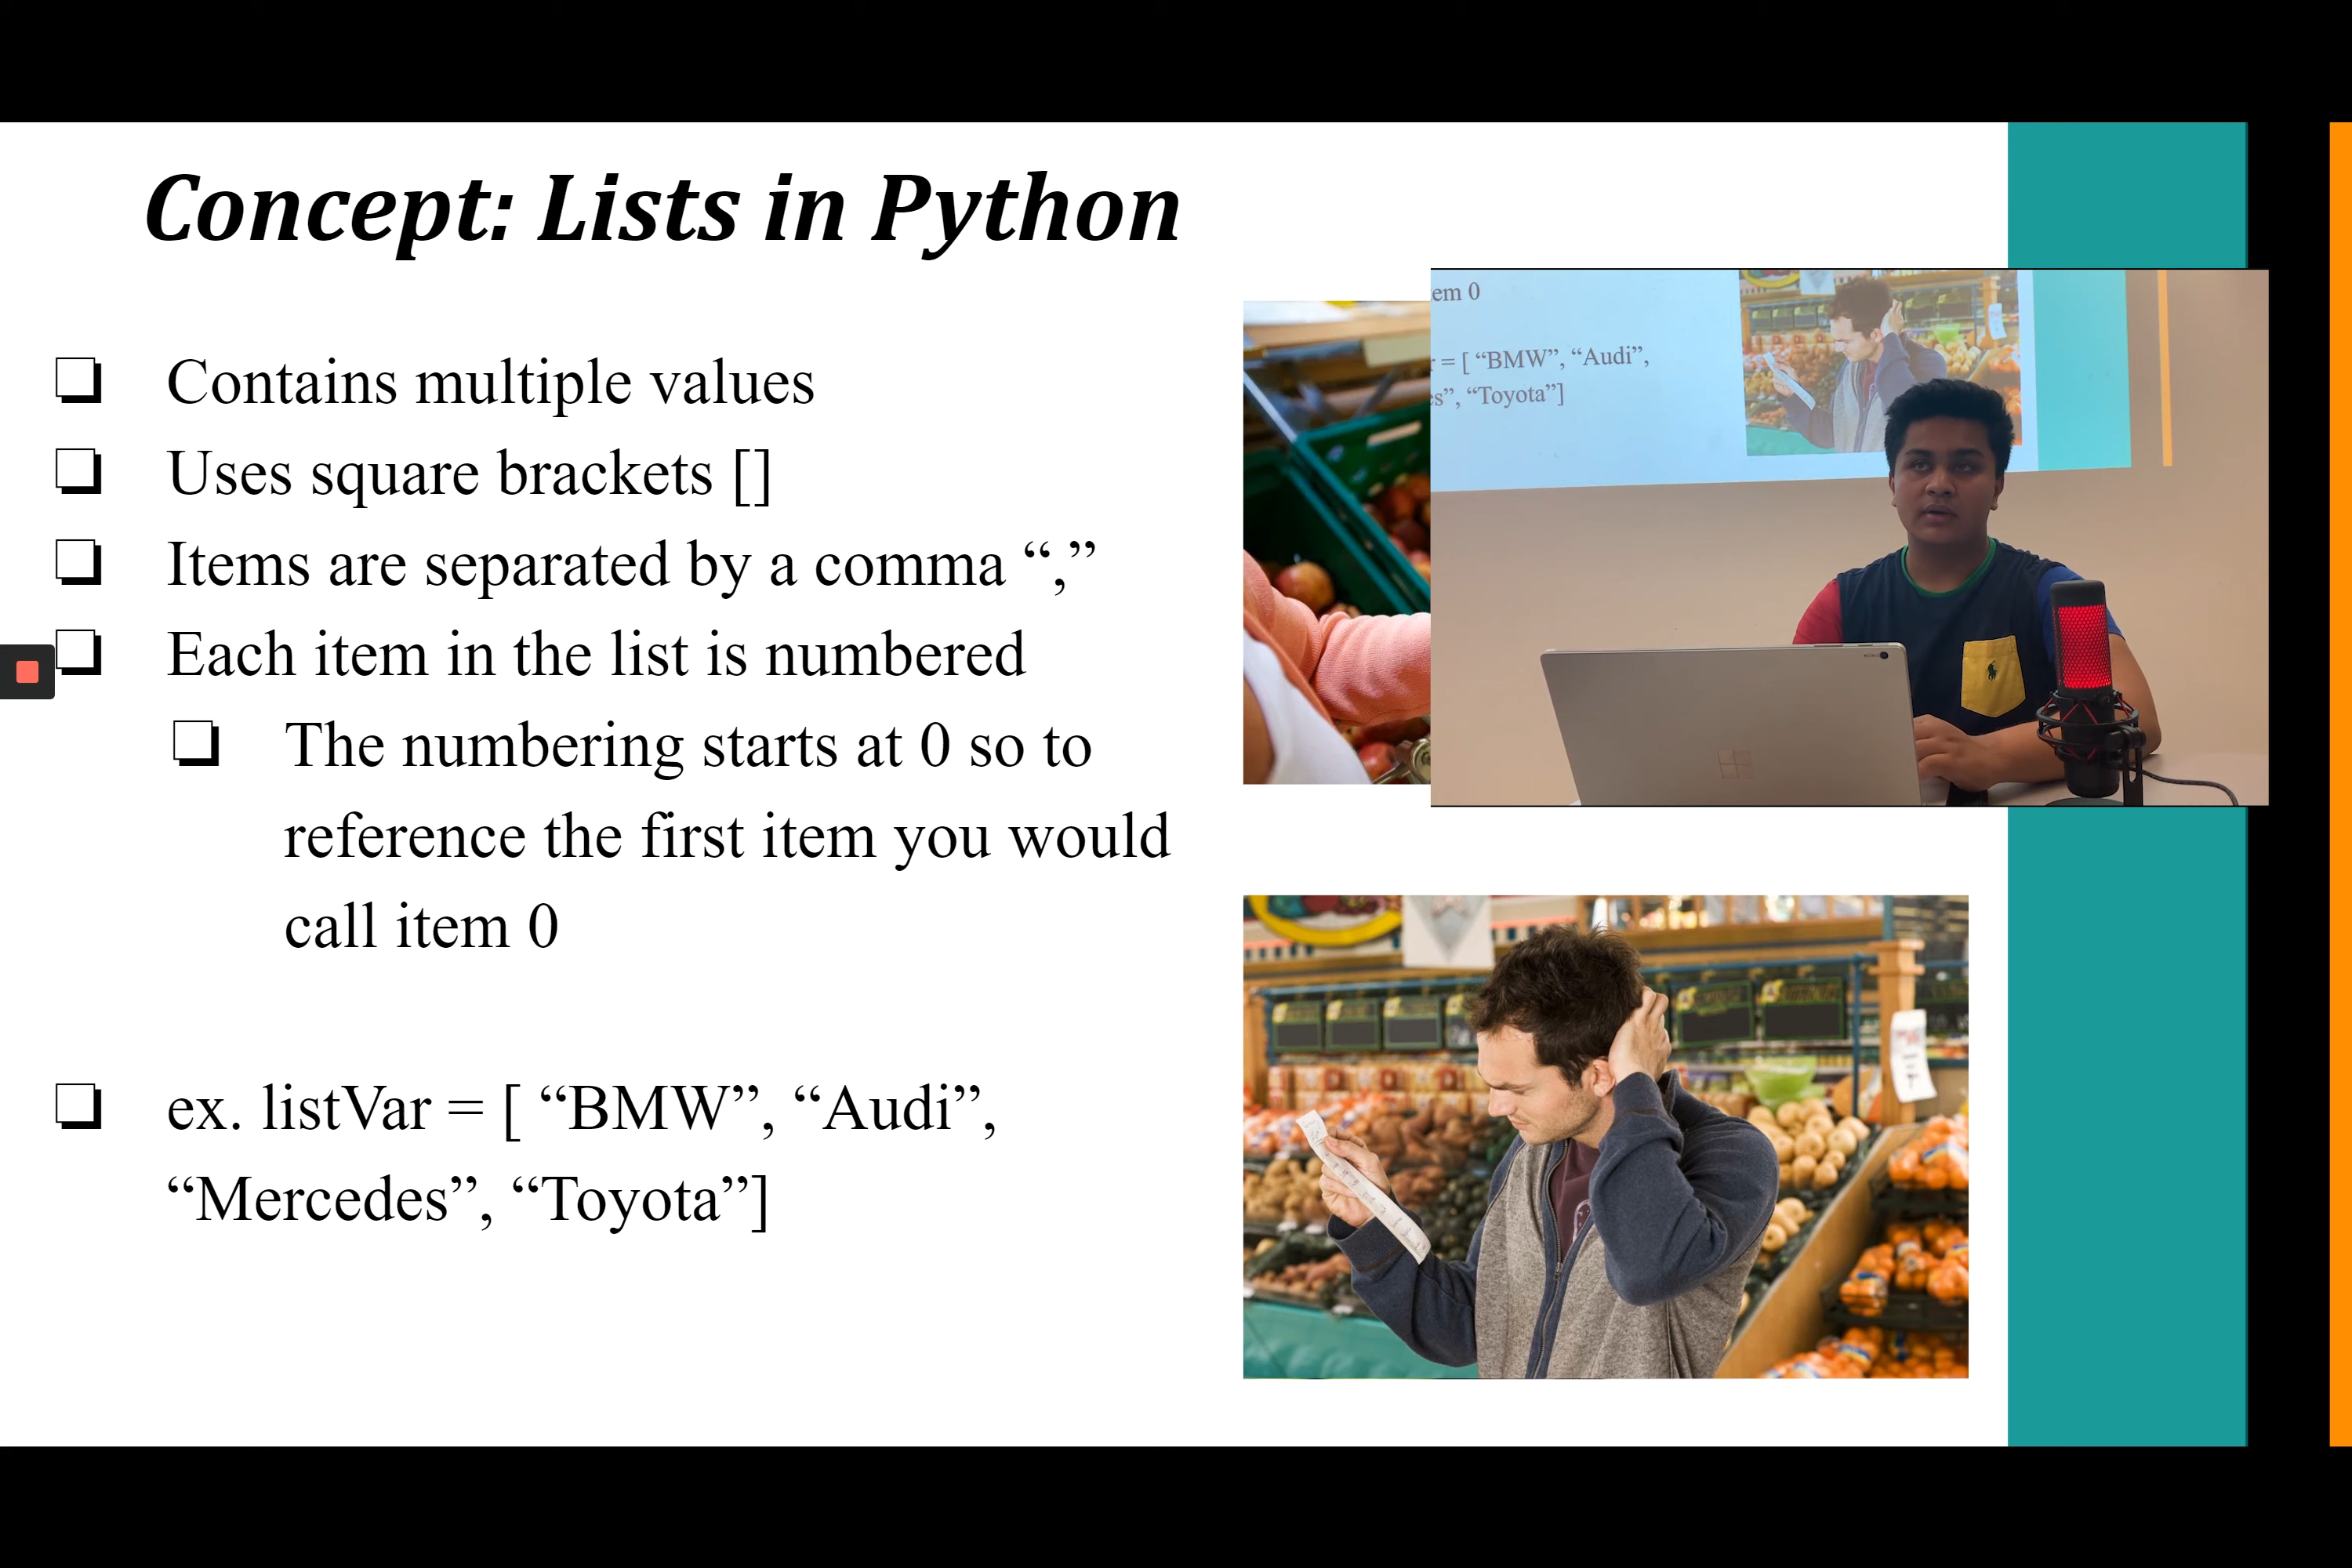 Concept: Lists in Python
Contains multiple values
Uses square brackets []
Items are separated by a comma “,”
Each item in the list is numbered
The numbering starts at 0 so to
reference the first item you would
call item 0
ex. listVar = [ “BMW”, “Audi”,
“Mercedes”, “Toyota”]
em 0
r = [ “BMW”, “Audi”,
es”, “Toyota”]